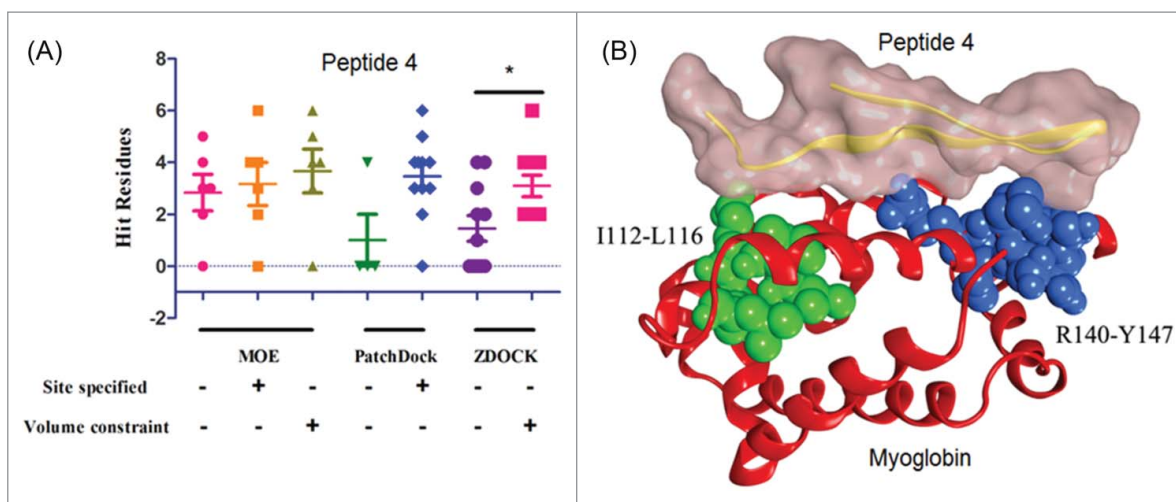 (A)
Peptide 4
*
Hit Residues
6
4
2
0
-2
MOE PatchDock ZDOCK
Site specified - + - - + - -
Volume constraint - - + - - - +
(B)
Peptide 4
I112-L116
R140-Y147
Myoglobin